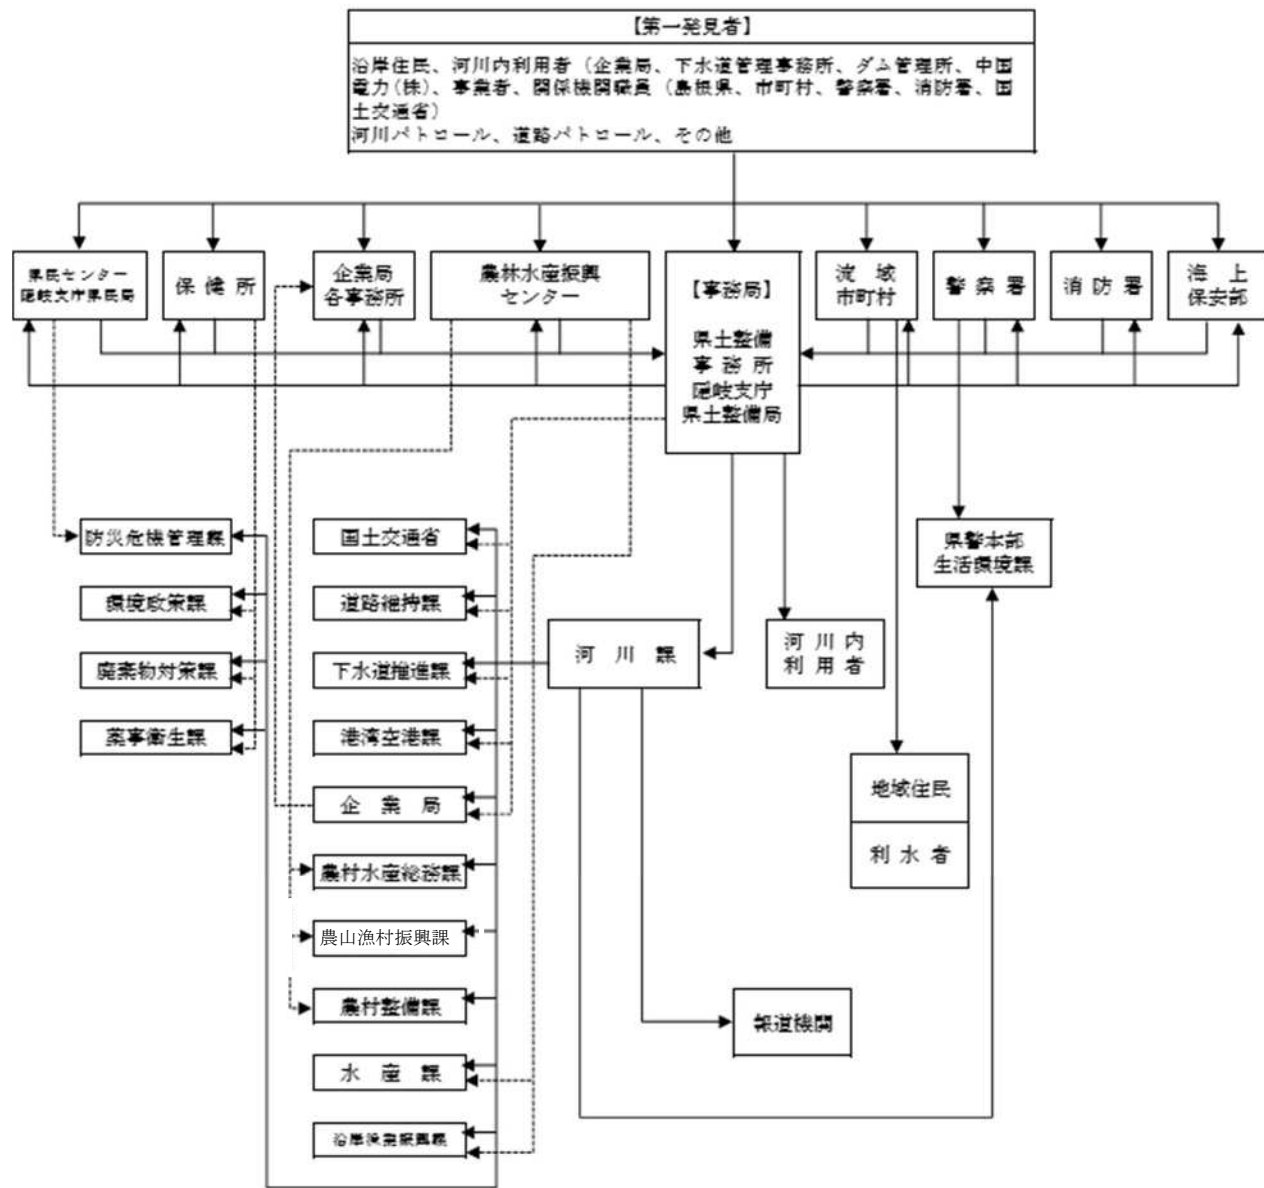 【第一発見者】
沿岸住民、河川内利用者（企業局、下水道管理事務所、ダム管理所、中国
電力(株)、事業者、関係機関職員（島根県、市町村、警察署、消防署、国
土交通省）
河川パトロール、道路パトロール、その他
県民センター
隠岐支庁県民局
保健所
企業局
各事務所
農林水産振興
センター
【事務局】
県土整備
事務所
隠岐支庁
県土整備局
流域
市町村
警察署
消防署
海上
保安部
防災危機管理課
国土交通省
県警本部
生活環境課
環境政策課
道路維持課
廃棄物対策課
下水道推進課
河川課
河川内
利用者
薬事衛生課
港湾空港課
企業局
地域住民
利水者
農村水産総務課
農山漁村振興課
農村整備課
報道機関
水産課
沿岸漁業振興課